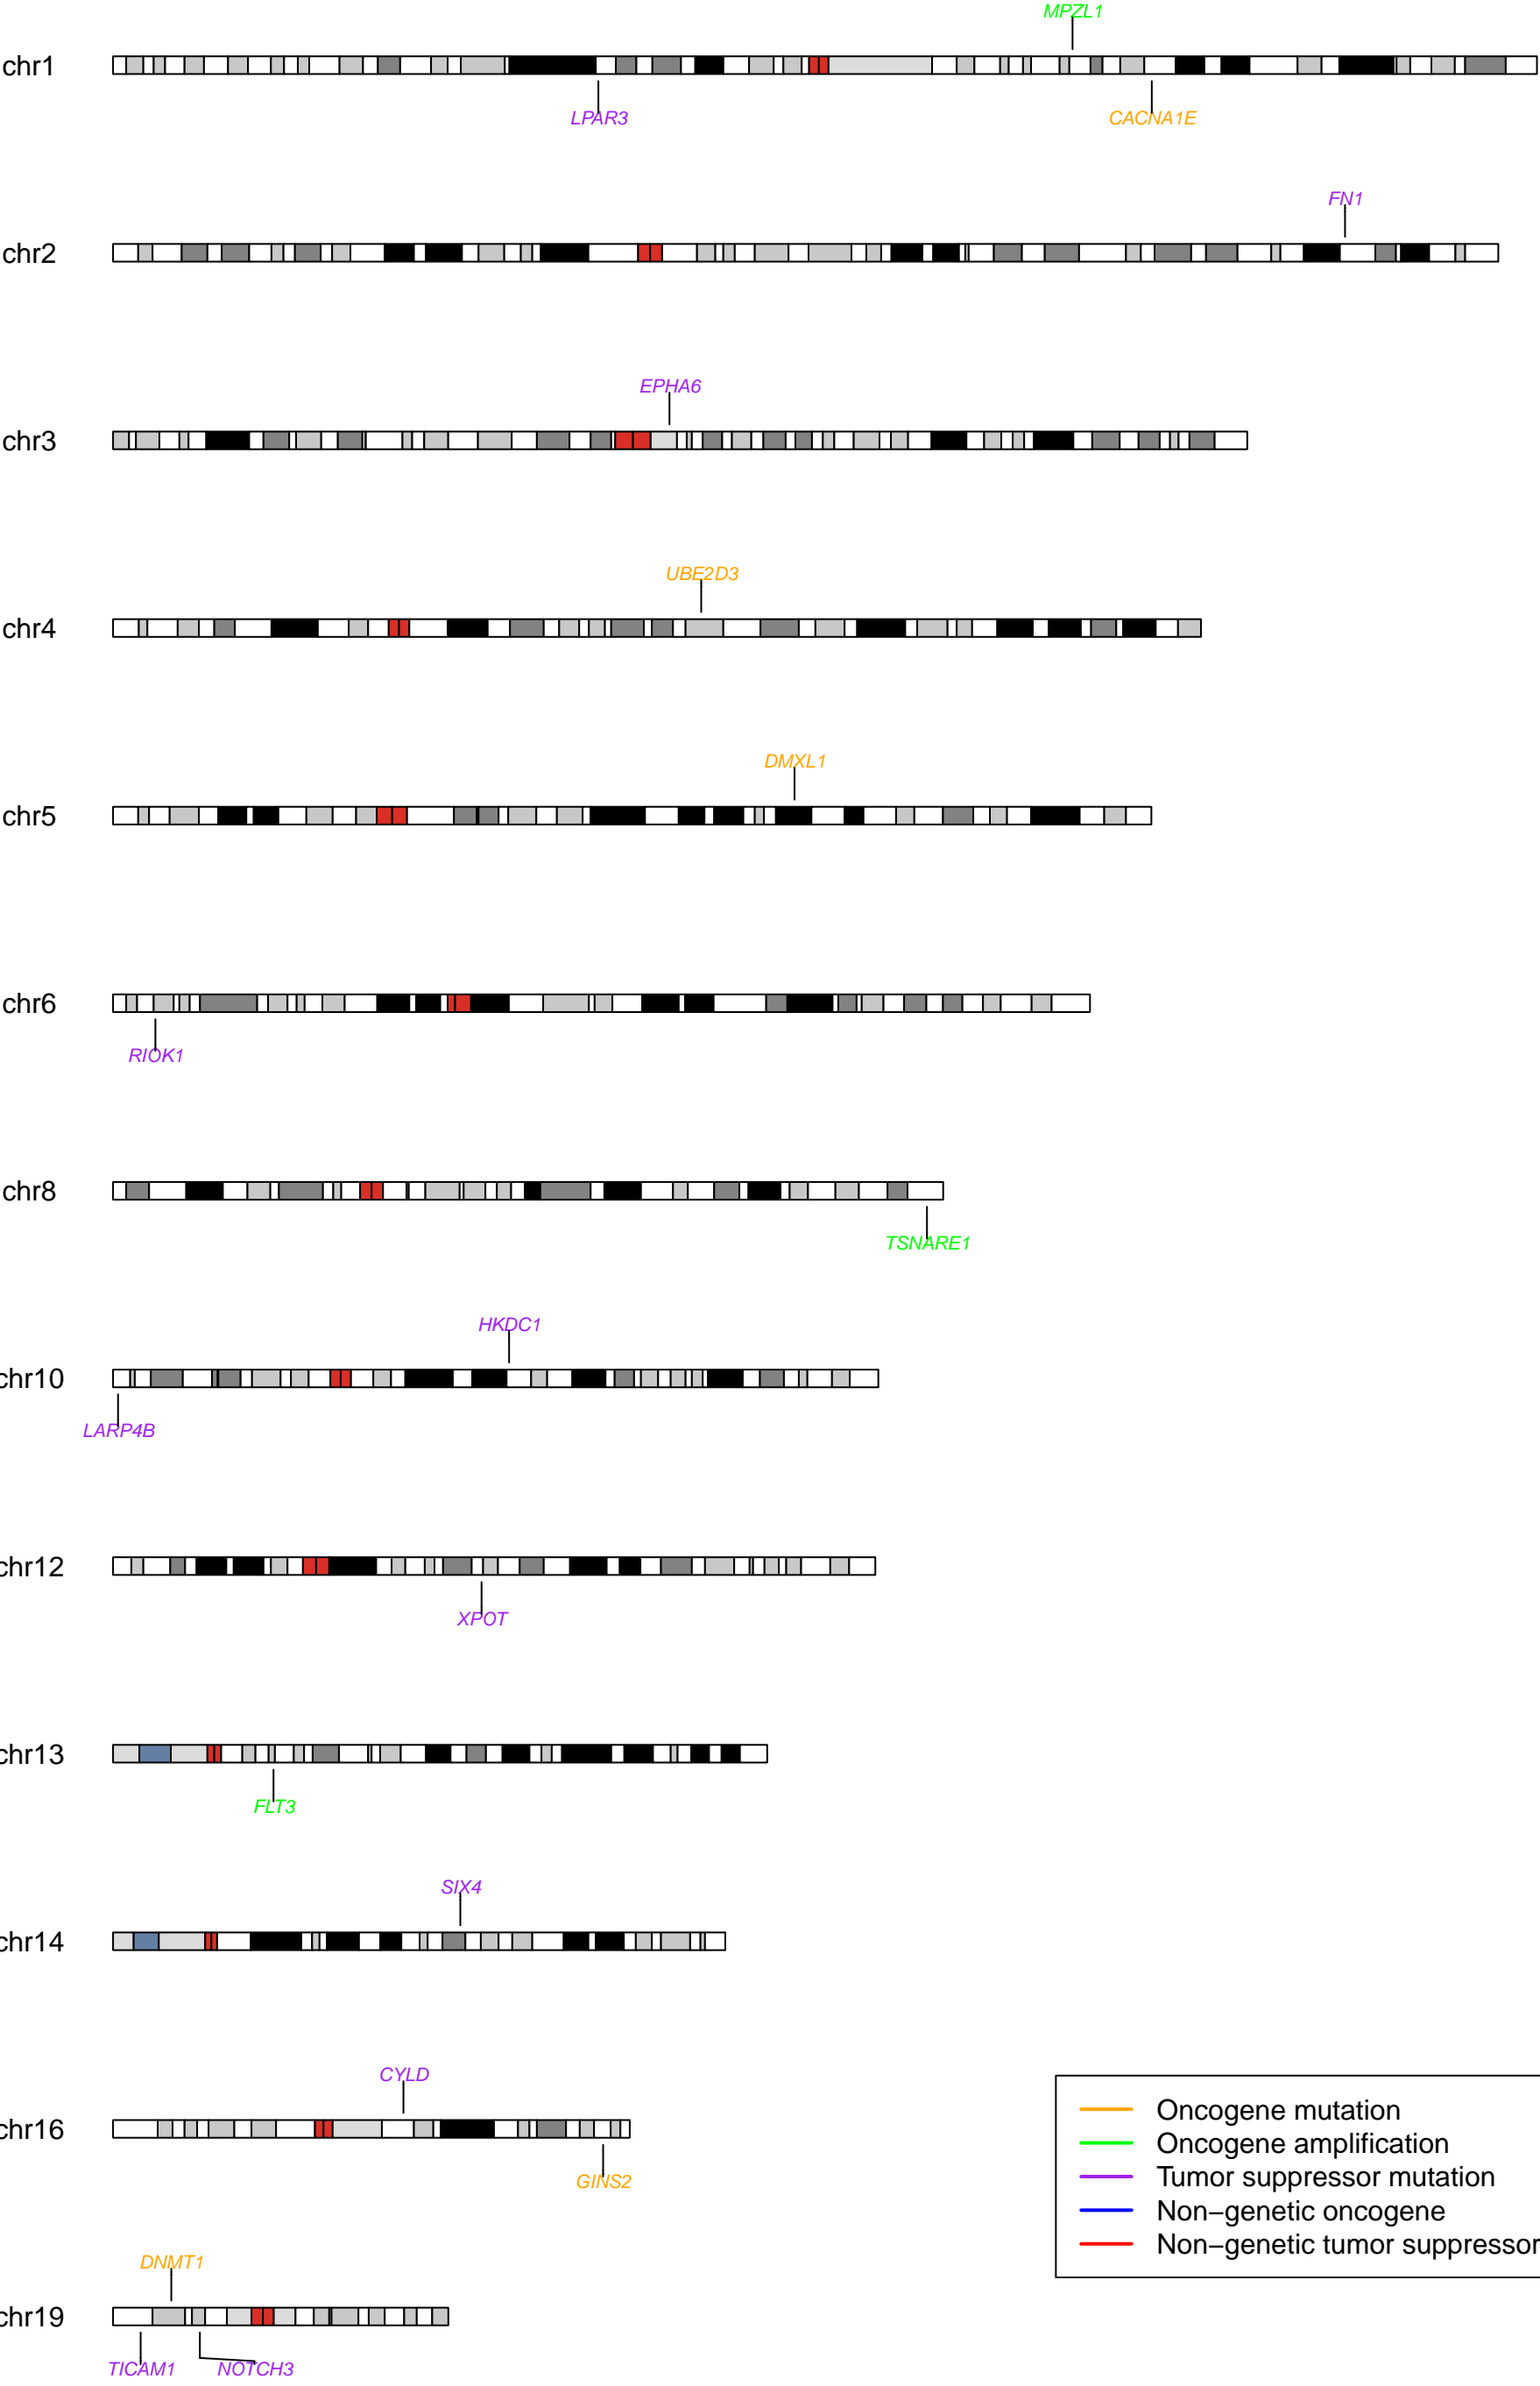 MPZL1
chr1
LPAR3
CACNA1E
FN1
chr2
EPHA6
chr3
UBE2D3
chr4
DMXL1
chr5
chr6
RIOK1
chr8
TSNARE1
HKDC1
chr10
LARP4B
chr12
XPOT
chr13
FLT3
SIX4
chr14
CYLD
chr16
GINS2
Oncogene mutation
Oncogene amplification
Tumor suppressor mutation
Non−genetic oncogene
Non−genetic tumor suppressor
DNMT1
chr19
TICAM1
NOTCH3